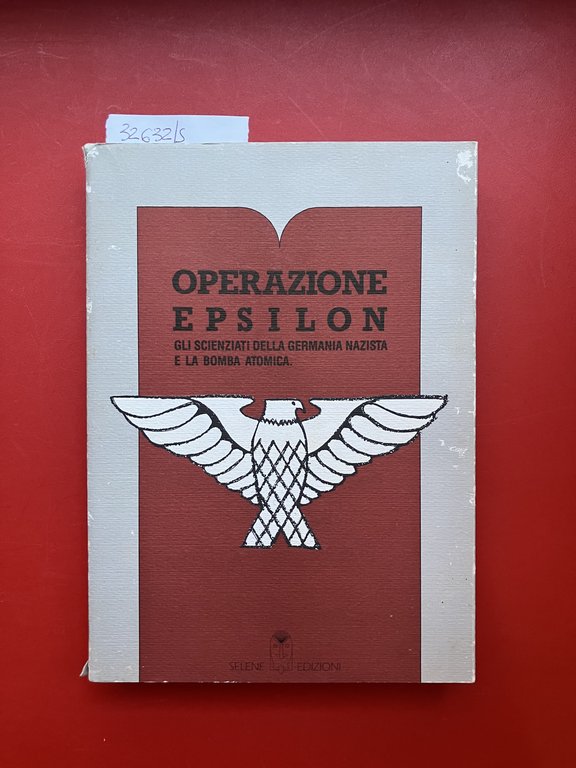 32632/s
OPERAZIONE
EPSILON
GLI SCIENZIATI DELLA GERMANIA NAZISTA
E LA BOMBA ATOMICA.
SELENE EDIZIONI